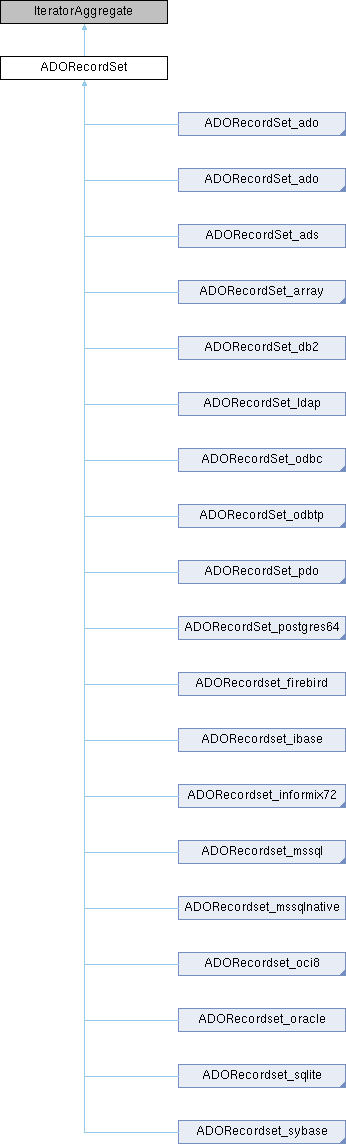 IteratorAggregate
ADORecordSet
ADORecordSet_ado
ADORecordSet_ado
ADORecordSet_ads
ADORecordSet_array
ADORecordSet_db2
ADORecordSet_ldap
ADORecordSet_odbc
ADORecordSet_odbtp
ADORecordSet_pdo
ADORecordSet_postgres64
ADORecordset_firebird
ADORecordset_ibase
ADORecordset_informix72
ADORecordset_mssql
ADORecordset_mssqlnative
ADORecordset_oci8
ADORecordset_oracle
ADORecordset_sqlite
ADORecordset_sybase